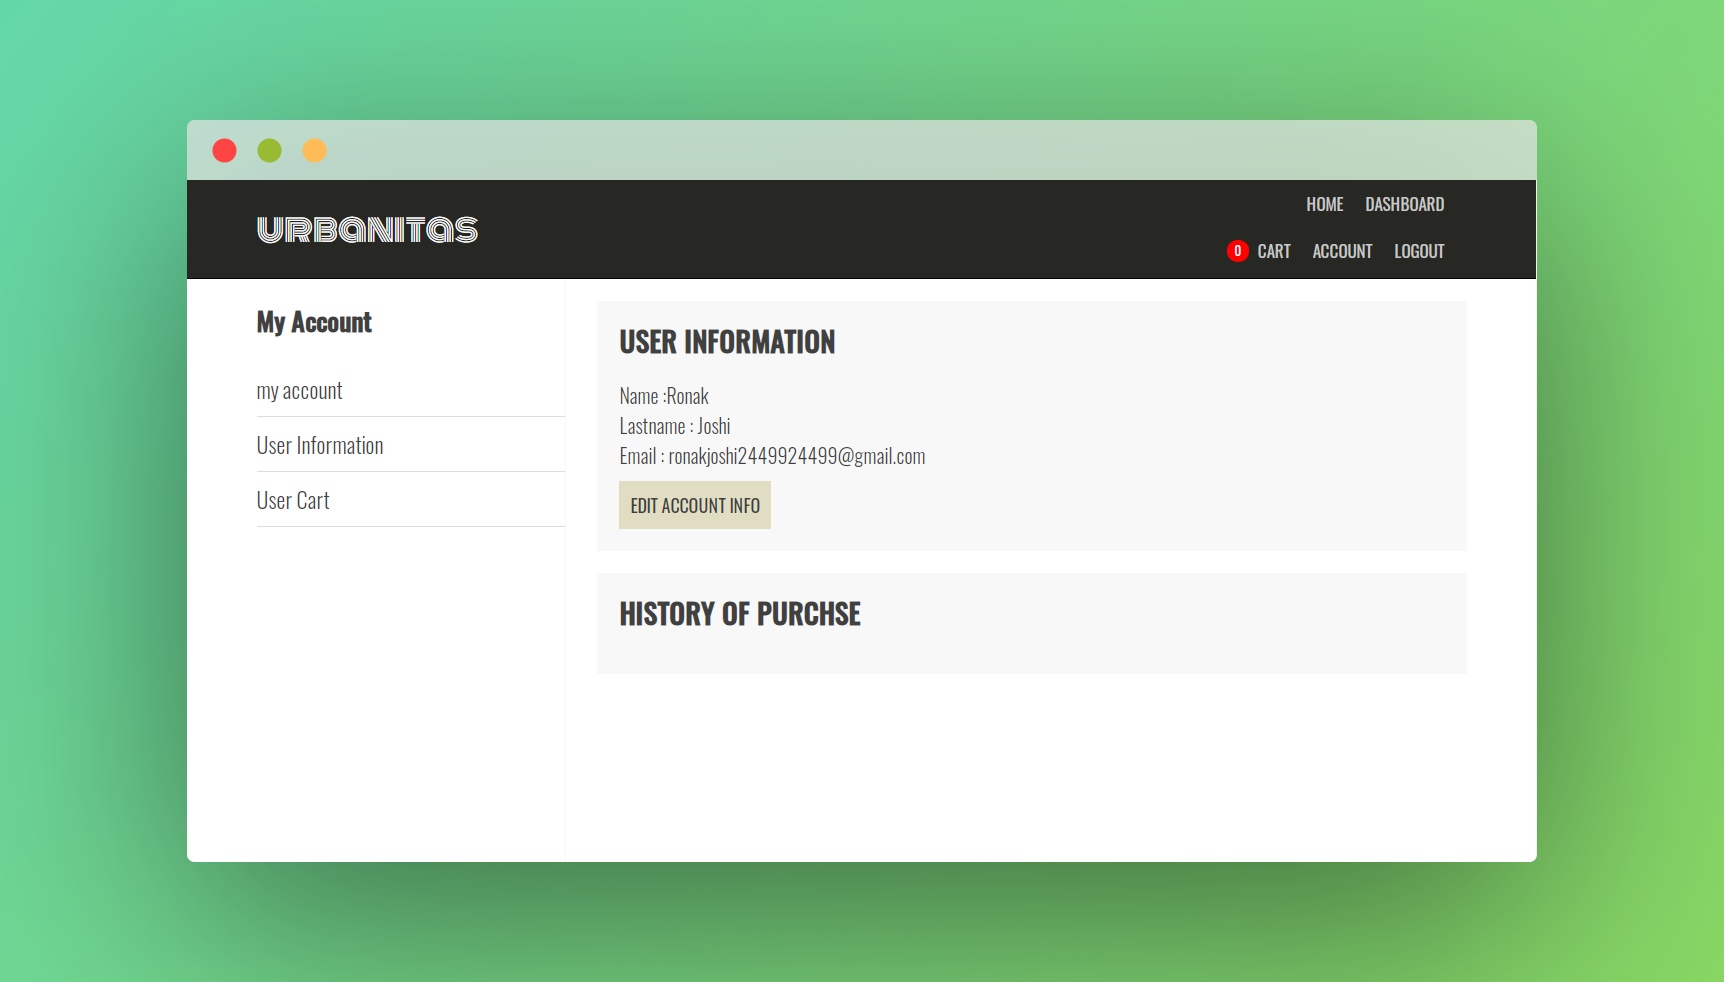 URBANITAS
HOME DASHBOARD
0 CART ACCOUNT LOGOUT
My Account
my account
User Information
User Cart
USER INFORMATION
Name :Ronak
Lastname : Joshi
Email : ronakjoshi2449924499@gmail.com
EDIT ACCOUNT INFO
HISTORY OF PURCHSE